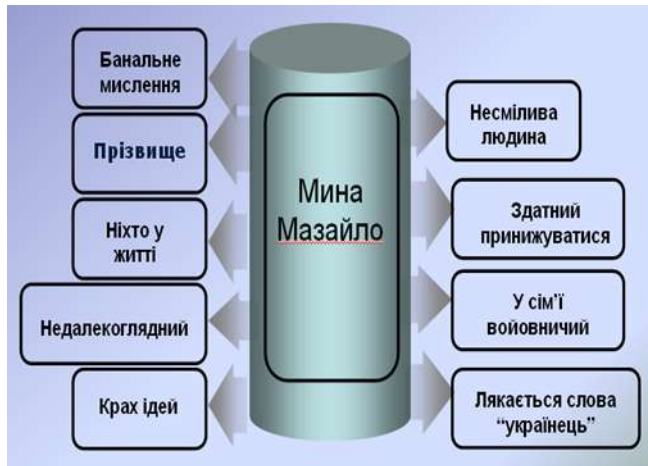 Банальне
мислення
Прізвище
Ніхто у
житті
Недалекоглядний
Крах ідей
Мина
Мазайло
Несмілива
людина
Здатний
принижуватися
У сім'ї
войовничий
Лякається слова
“українець”